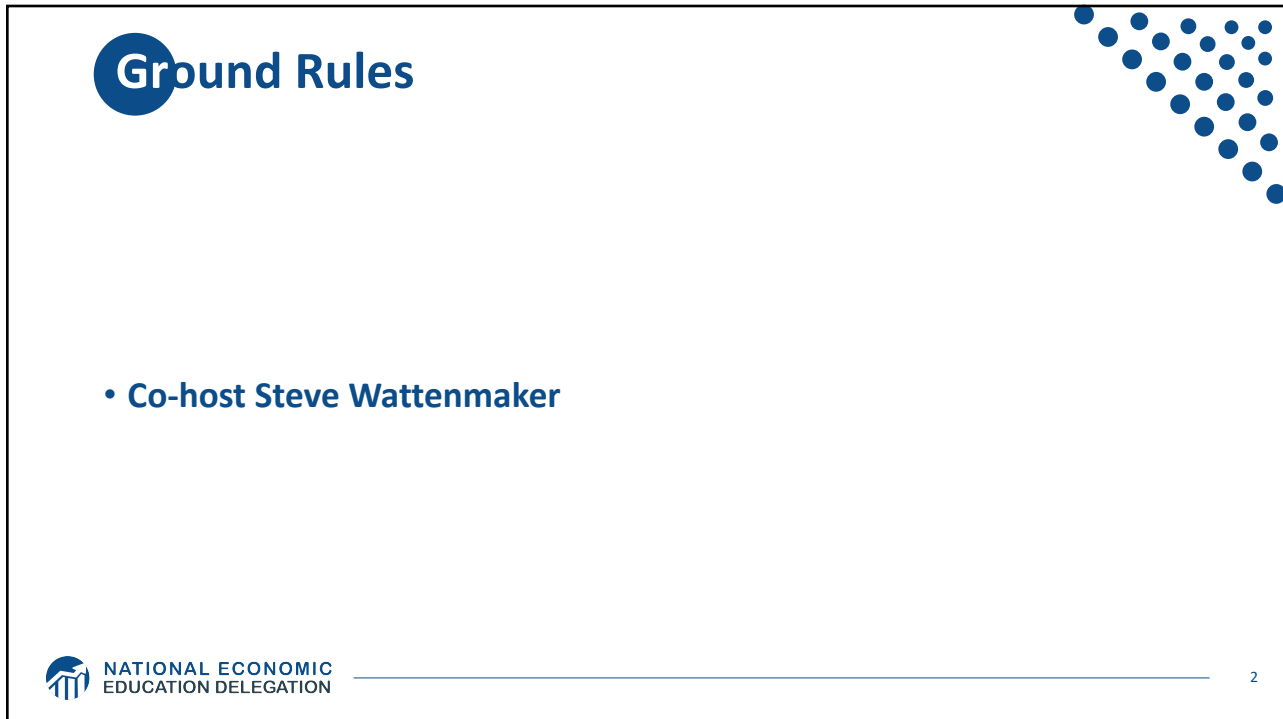 Ground Rules
• Co-host Steve Wattenmaker
NATIONAL ECONOMIC
EDUCATION DELEGATION
2